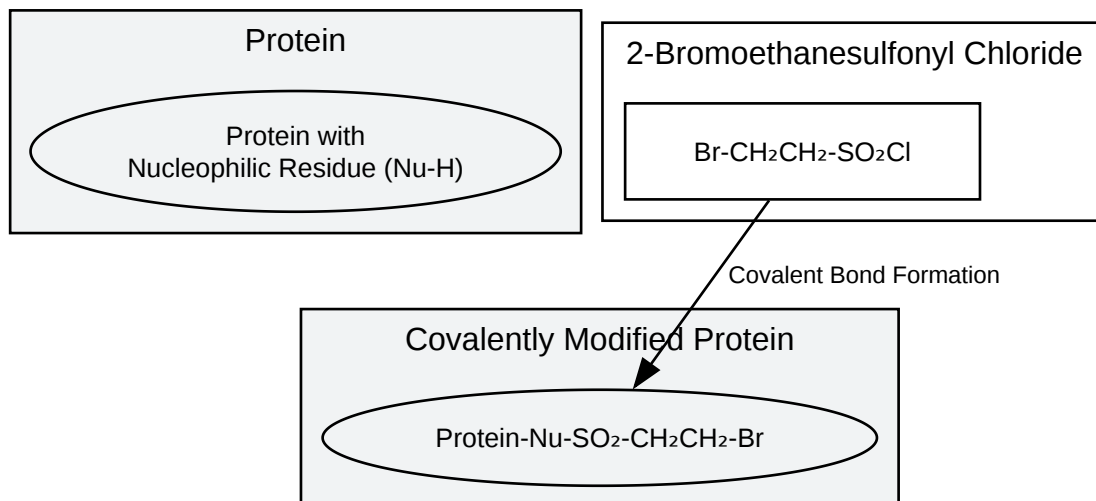 Protein
Protein with
Nucleophilic Residue (Nu-H)
2-Bromoethanesulfonyl Chloride
Br-CH₂CH₂-SO₂Cl
Covalent Bond Formation
Covalently Modified Protein
Protein-Nu-SO₂-CH₂CH₂-Br